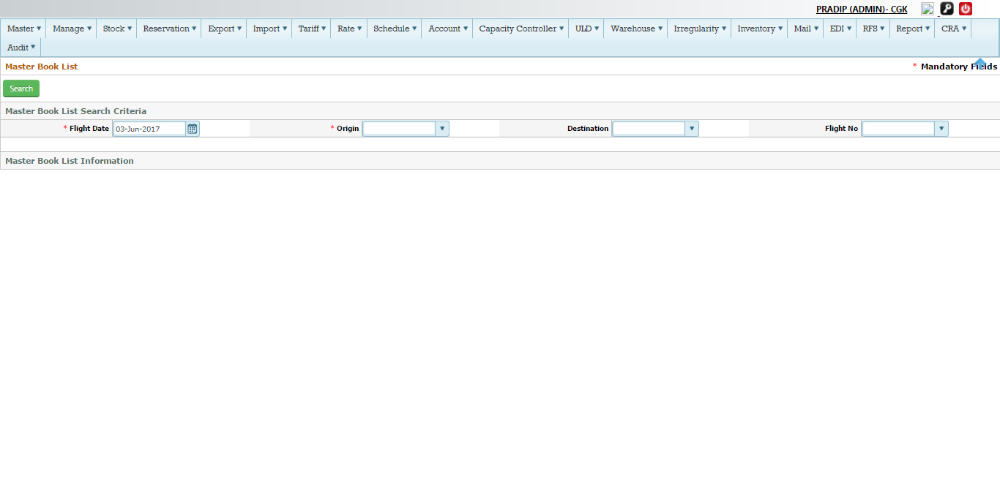 PRADIP (ADMIN)- CGK
Master Manage Stock Reservation Export Import Tariff Rate Schedule Account Capacity Controller ULD Warehouse Irregularity Inventory Mail EDI RFS Report CRA
Audit
Master Book List * Mandatory Fields
Search
Master Book List Search Criteria
* Flight Date 03-Jun-2017 * Origin Destination Flight No
Master Book List Information